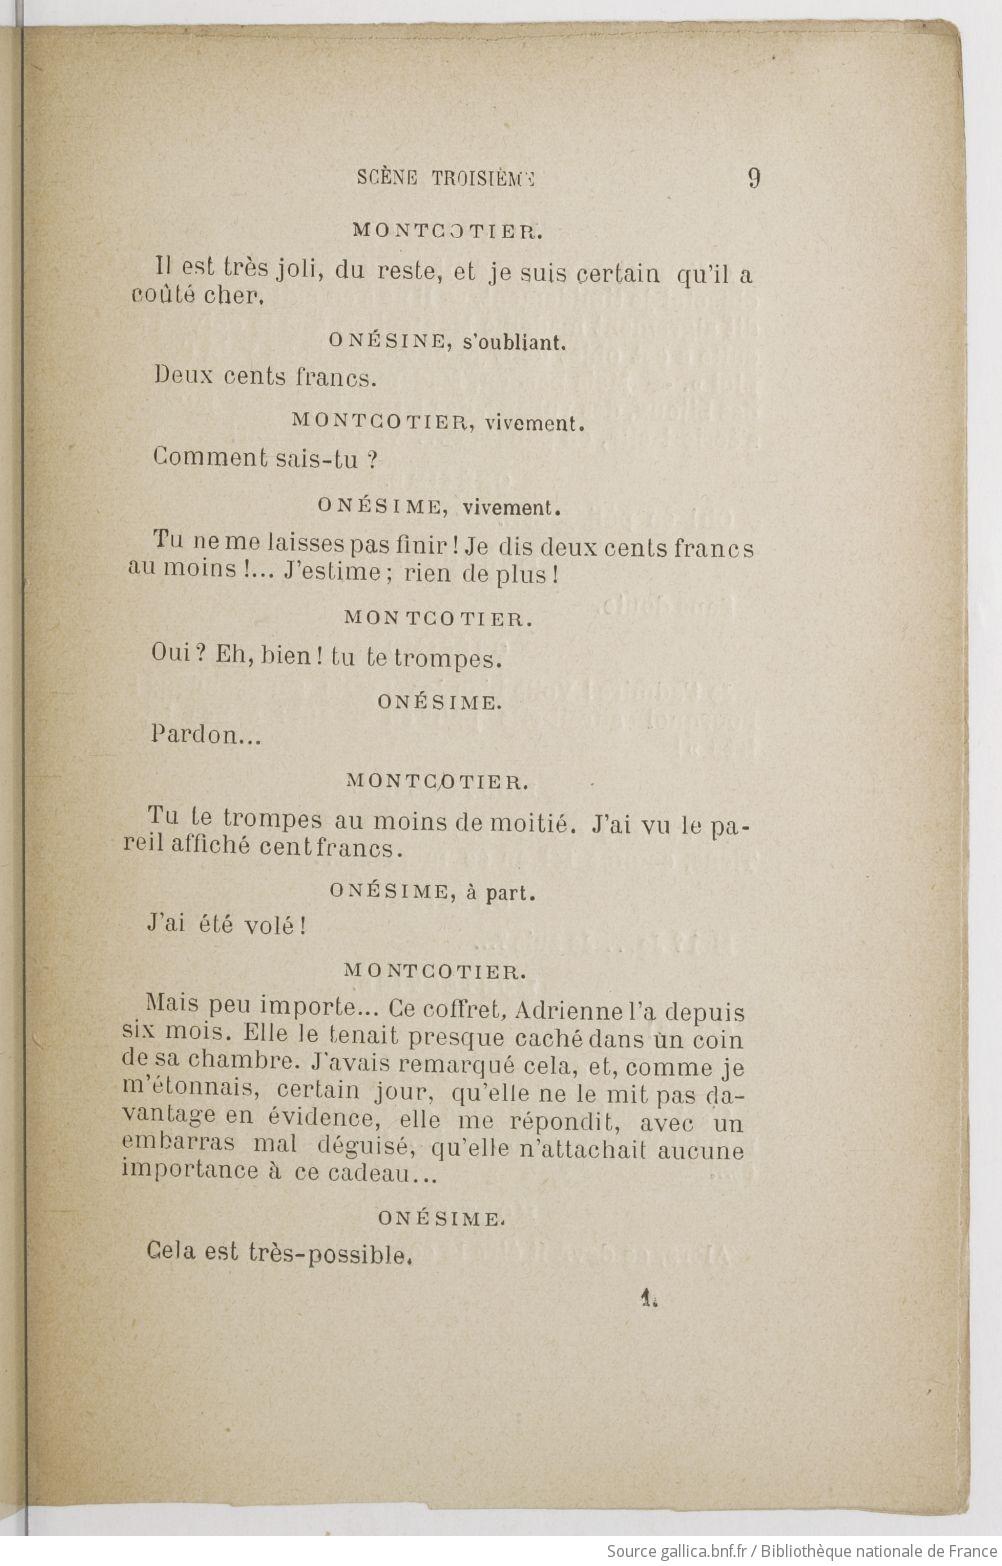 SCÈNE TROISIÈME 9
MONTCOTIER.
Il est très joli, du reste, et je suis certain qu'il a
coûté cher.
ONÉSINE, s'oubliant.
Deux cents francs.
MONTCOTIER, vivement.
Comment sais-tu ?
ONÉSIME, vivement.
Tu ne me laisses pas finir ! Je dis deux cents francs
au moins !... J'estime ; rien de plus !
MONTCOTIER.
Oui ? Eh, bien ! tu te trompes.
ONÉSIME.
Pardon...
MONTCOTIER.
Tu te trompes au moins de moitié. J'ai vu le pa-
reil affiché cent francs.
ONÉSIME, à part.
J'ai été volé !
MONTCOTIER.
Mais peu importe... Ce coffret, Adrienne l'a depuis
six mois. Elle le tenait presque caché dans un coin
de sa chambre. J'avais remarqué cela, et, comme je
m'étonnais, certain jour, qu'elle ne le mit pas da-
vantage en évidence, elle me répondit, avec un
embarras mal déguisé, qu'elle n'attachait aucune
importance à ce cadeau...
ONÉSIME.
Cela est très-possible.
1.
Source gallica.bnf.fr / Bibliothèque nationale de France